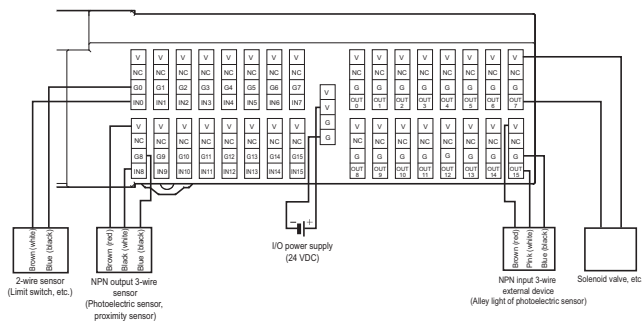 V V V V V V V V V V V V V V V V
NC NC NC NC NC NC NC NC NC NC NC NC NC NC NC NC
G0 G1 G2 G3 G4 G5 G6 G7 G G G G G G G G
IN0 IN1 IN2 IN3 IN4 IN5 IN6 IN7 OUT 0 OUT 1 OUT 2 OUT 3 OUT 4 OUT 5 OUT 6 OUT 7
V
V
G
G
V V V V V V V V V V V V V V V V
NC NC NC NC NC NC NC NC NC NC NC NC NC NC NC NC
G8 G9 G10 G11 G12 G13 G14 G15 G G G G G G G G
IN8 IN9 IN10 IN11 IN12 IN13 IN14 IN15 OUT 8 OUT 9 OUT 10 OUT 11 OUT 12 OUT 13 OUT 14 OUT 15
− +
I/O power supply
(24 VDC)
Brown (white)
Blue (black)
2-wire sensor
(Limit switch, etc.)
Brown (red)
Black (white)
Blue (black)
NPN output 3-wire
sensor
(Photoelectric sensor,
proximity sensor)
Brown (red)
Pink (white)
Blue (black)
NPN input 3-wire
external device
(Alley light of photoelectric sensor)
Solenoid valve, etc.